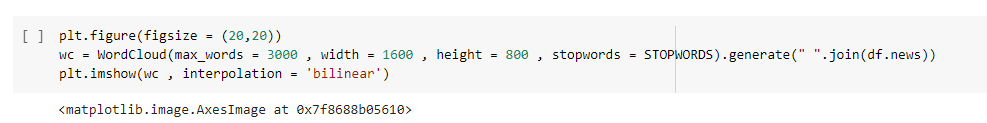 [ ] plt.figure(figsize = (20,20))
wc = WordCloud(max_words = 3000 , width = 1600 , height = 800 , stopwords = STOPWORDS).generate(" ".join(df.news))
plt.imshow(wc , interpolation = 'bilinear')
<matplotlib.image.AxesImage at 0x7f8688b05610>